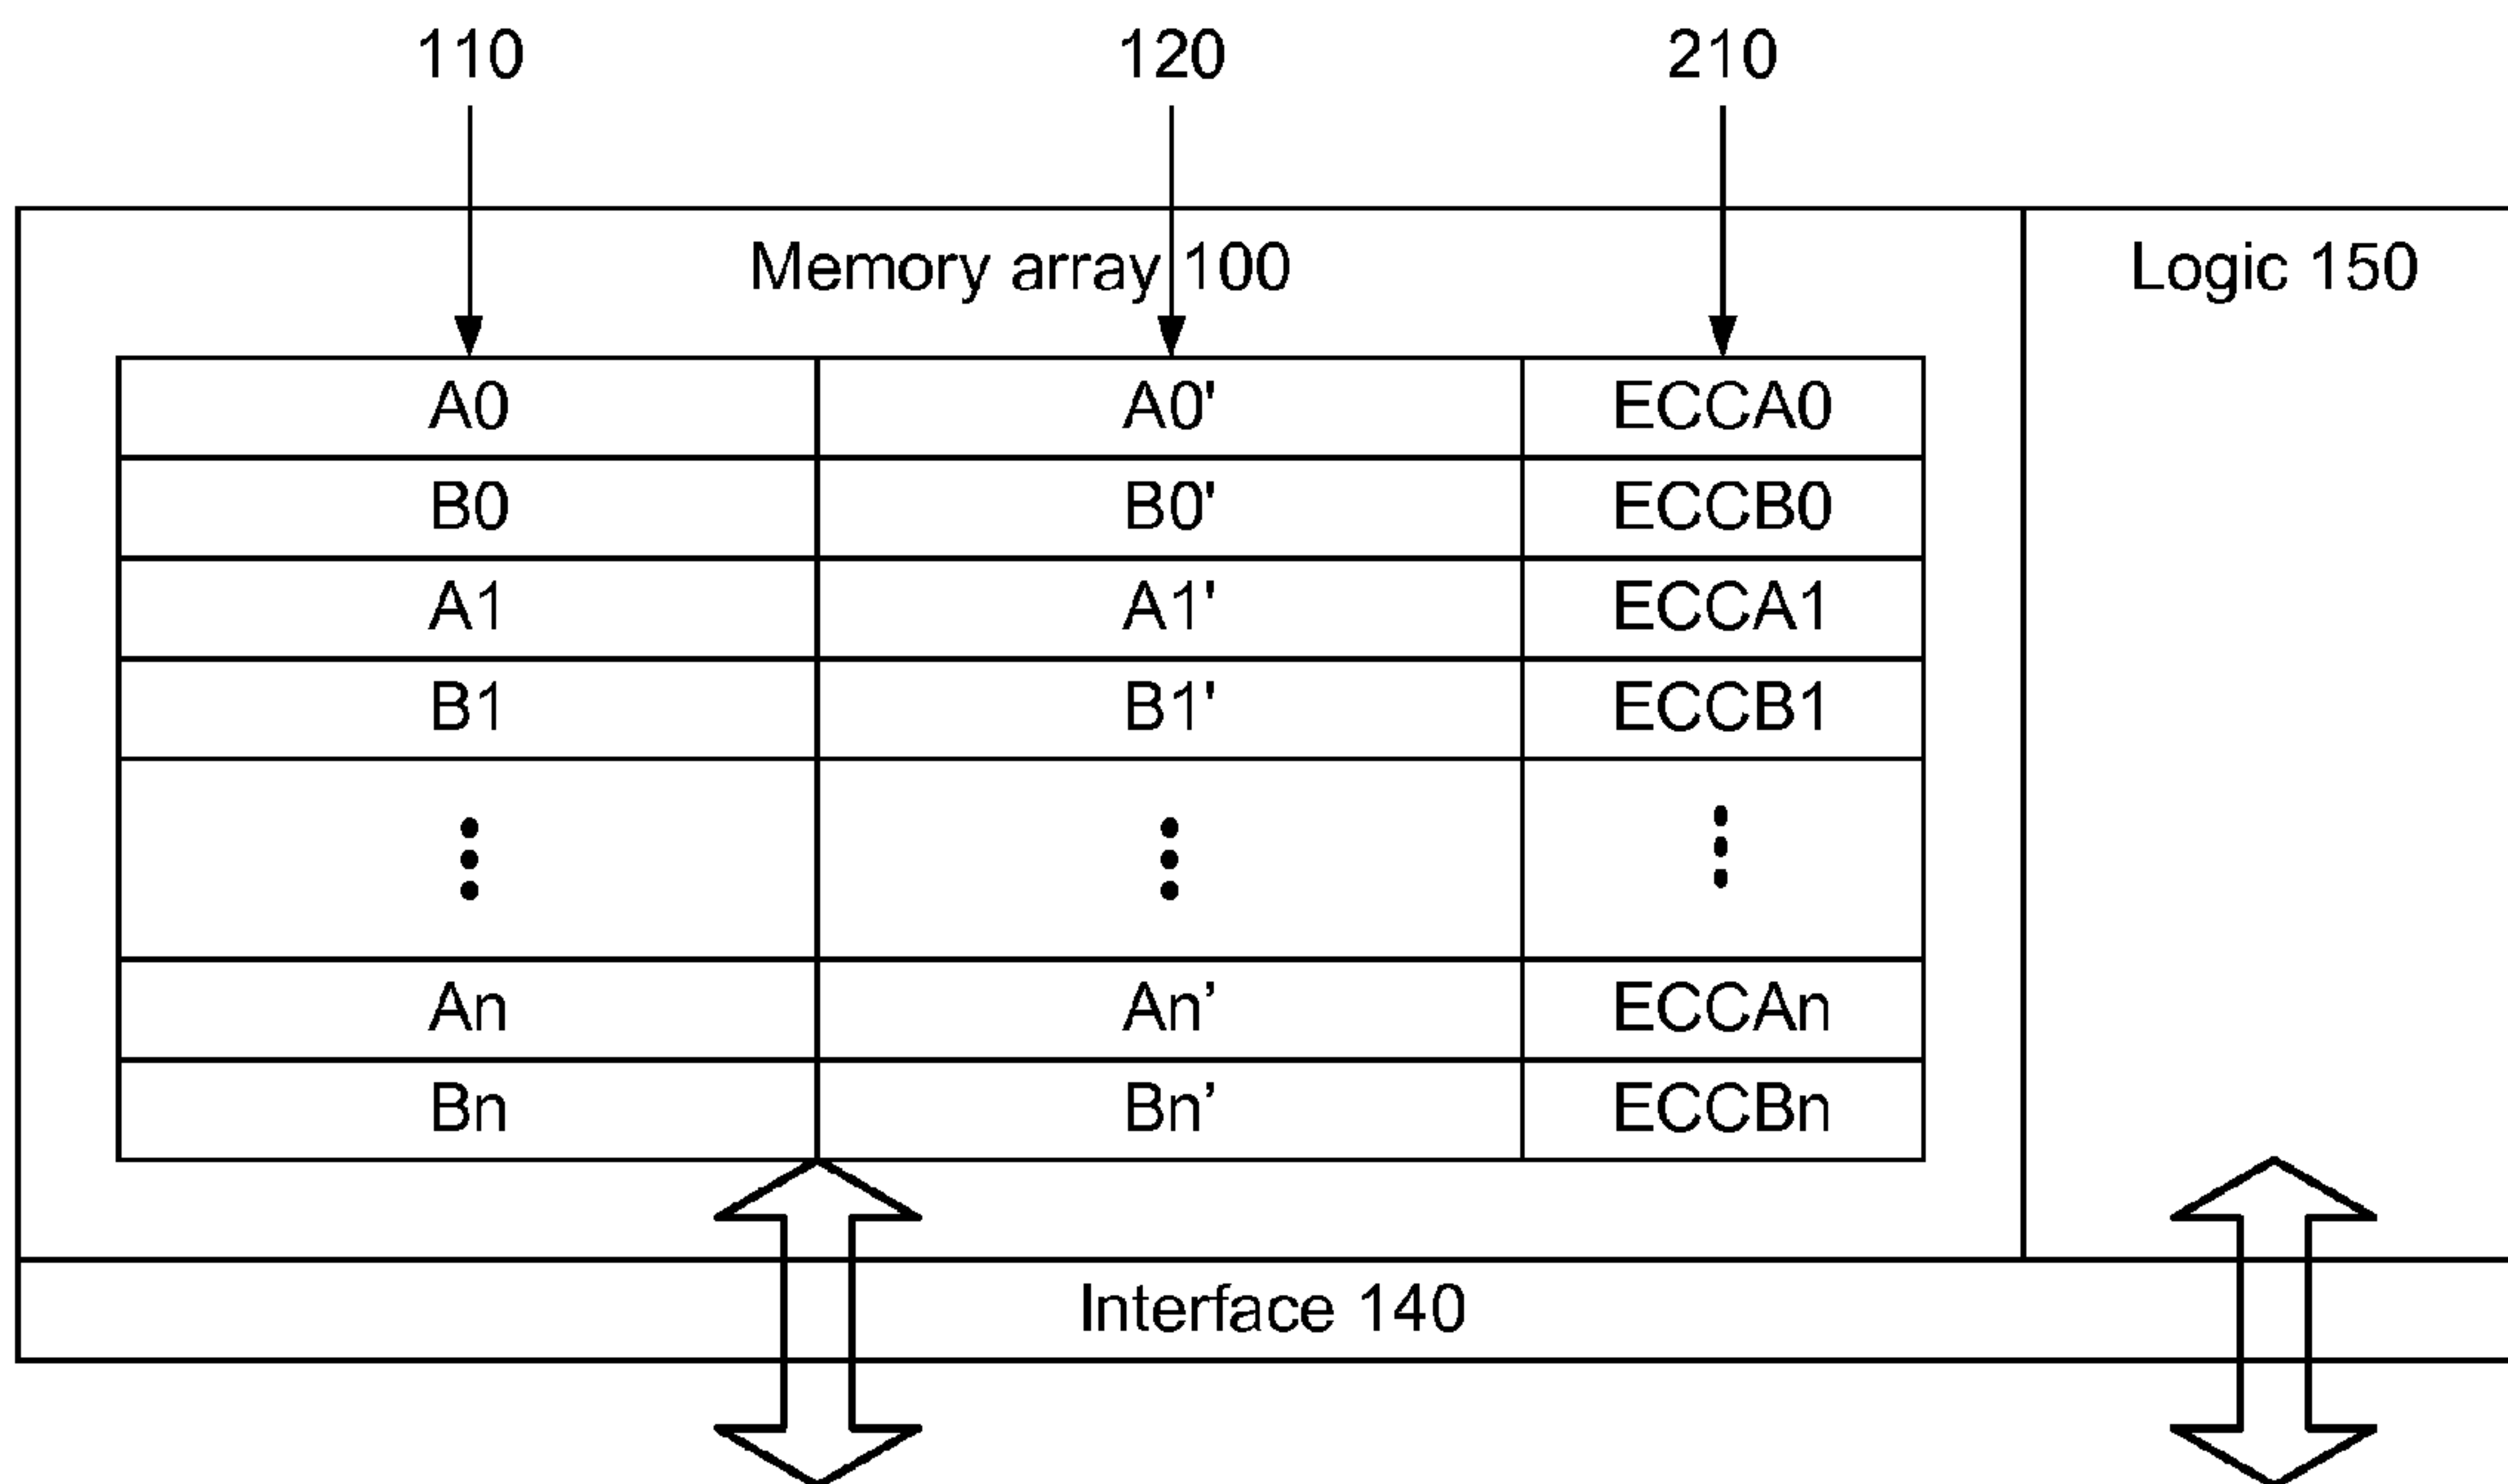 110 120 210
Memory array 100 Logic 150
A0 A0' ECCA0
B0 B0' ECCB0
A1 A1' ECCA1
B1 B1' ECCB1
An An’ ECCAn
Bn Bn’ ECCBn
Interface 140